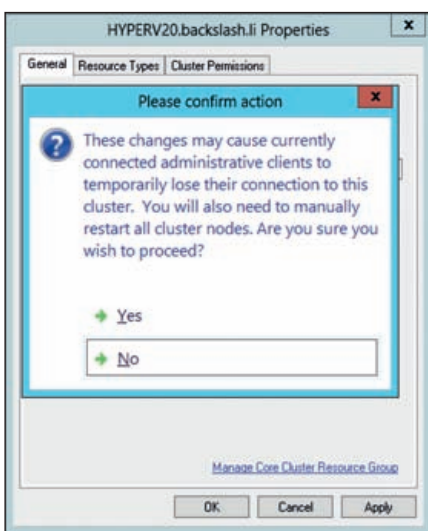 HYPERV20.backslash.li Properties
x
General Resource Types Cluster Permissions
Please confirm action
x
?
These changes may cause currently
connected administrative clients to
temporarily lose their connection to this
cluster. You will also need to manually
restart all cluster nodes. Are you sure you
wish to proceed?
Yes
No
Manage Core Cluster Resource Group
OK Cancel Apply